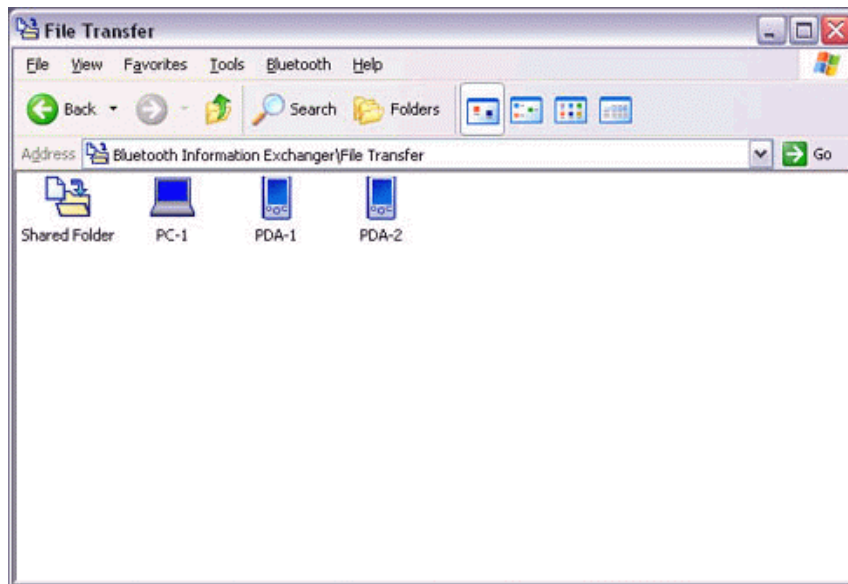 File Transfer
File View Favorites Tools Bluetooth Help
Back Search Folders
Address Bluetooth Information Exchanger\File Transfer Go
Shared Folder PC-1 PDA-1 PDA-2